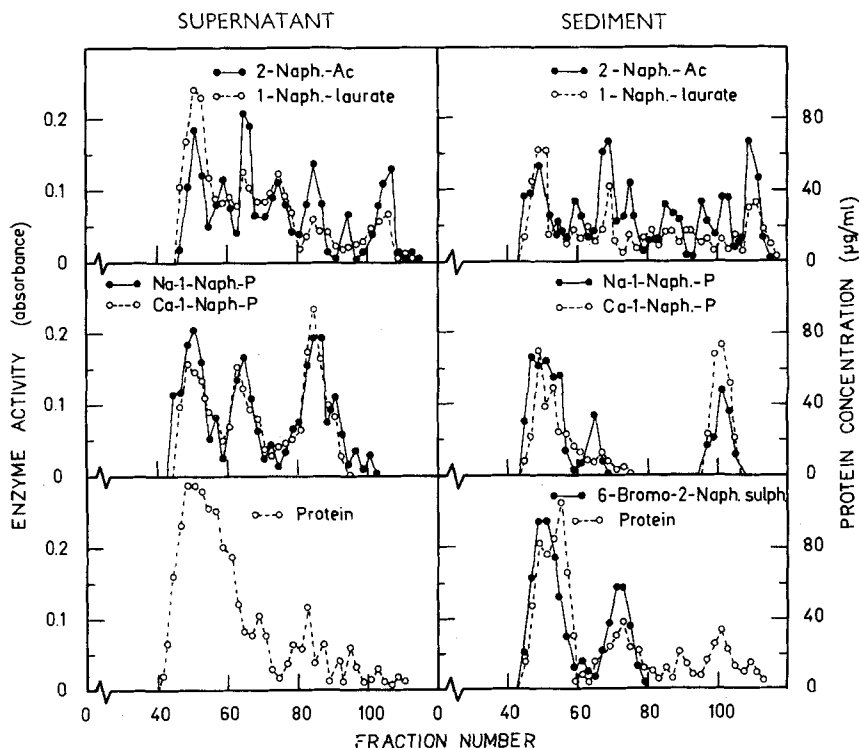 SUPERNATANT
SEDIMENT
2-Naph.-Ac
1-Naph.-laurate
2-Naph.-Ac
1-Naph.-laurate
0.2
0.1
0
80
40
0
Na-1-Naph-P
Ca-1-Naph-P
Na-1-Naph.-P
Ca-1-Naph.-P
0.2
0.1
0
80
40
0
Protein
6-Bromo-2-Naph. sulph.
Protein
0.2
0.1
0
80
40
0
0
40
60
80
100
0
40
60
80
100
FRACTION NUMBER
ENZYME ACTIVITY (absorbance)
PROTEIN CONCENTRATION (µg/ml)